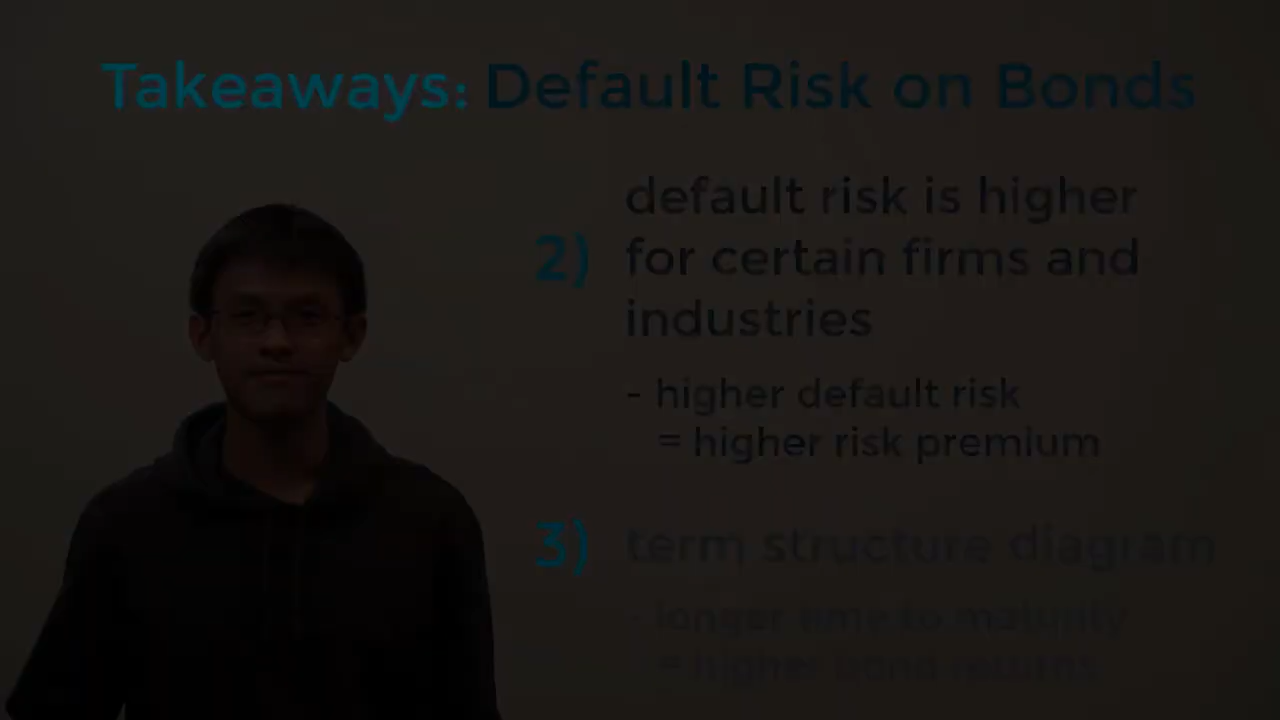 Takeaways: Default Risk on Bonds
2) default risk is higher
for certain firms and
industries
- higher default risk
= higher risk premium
3) term structure diagram
- longer time to maturity
= higher bond returns